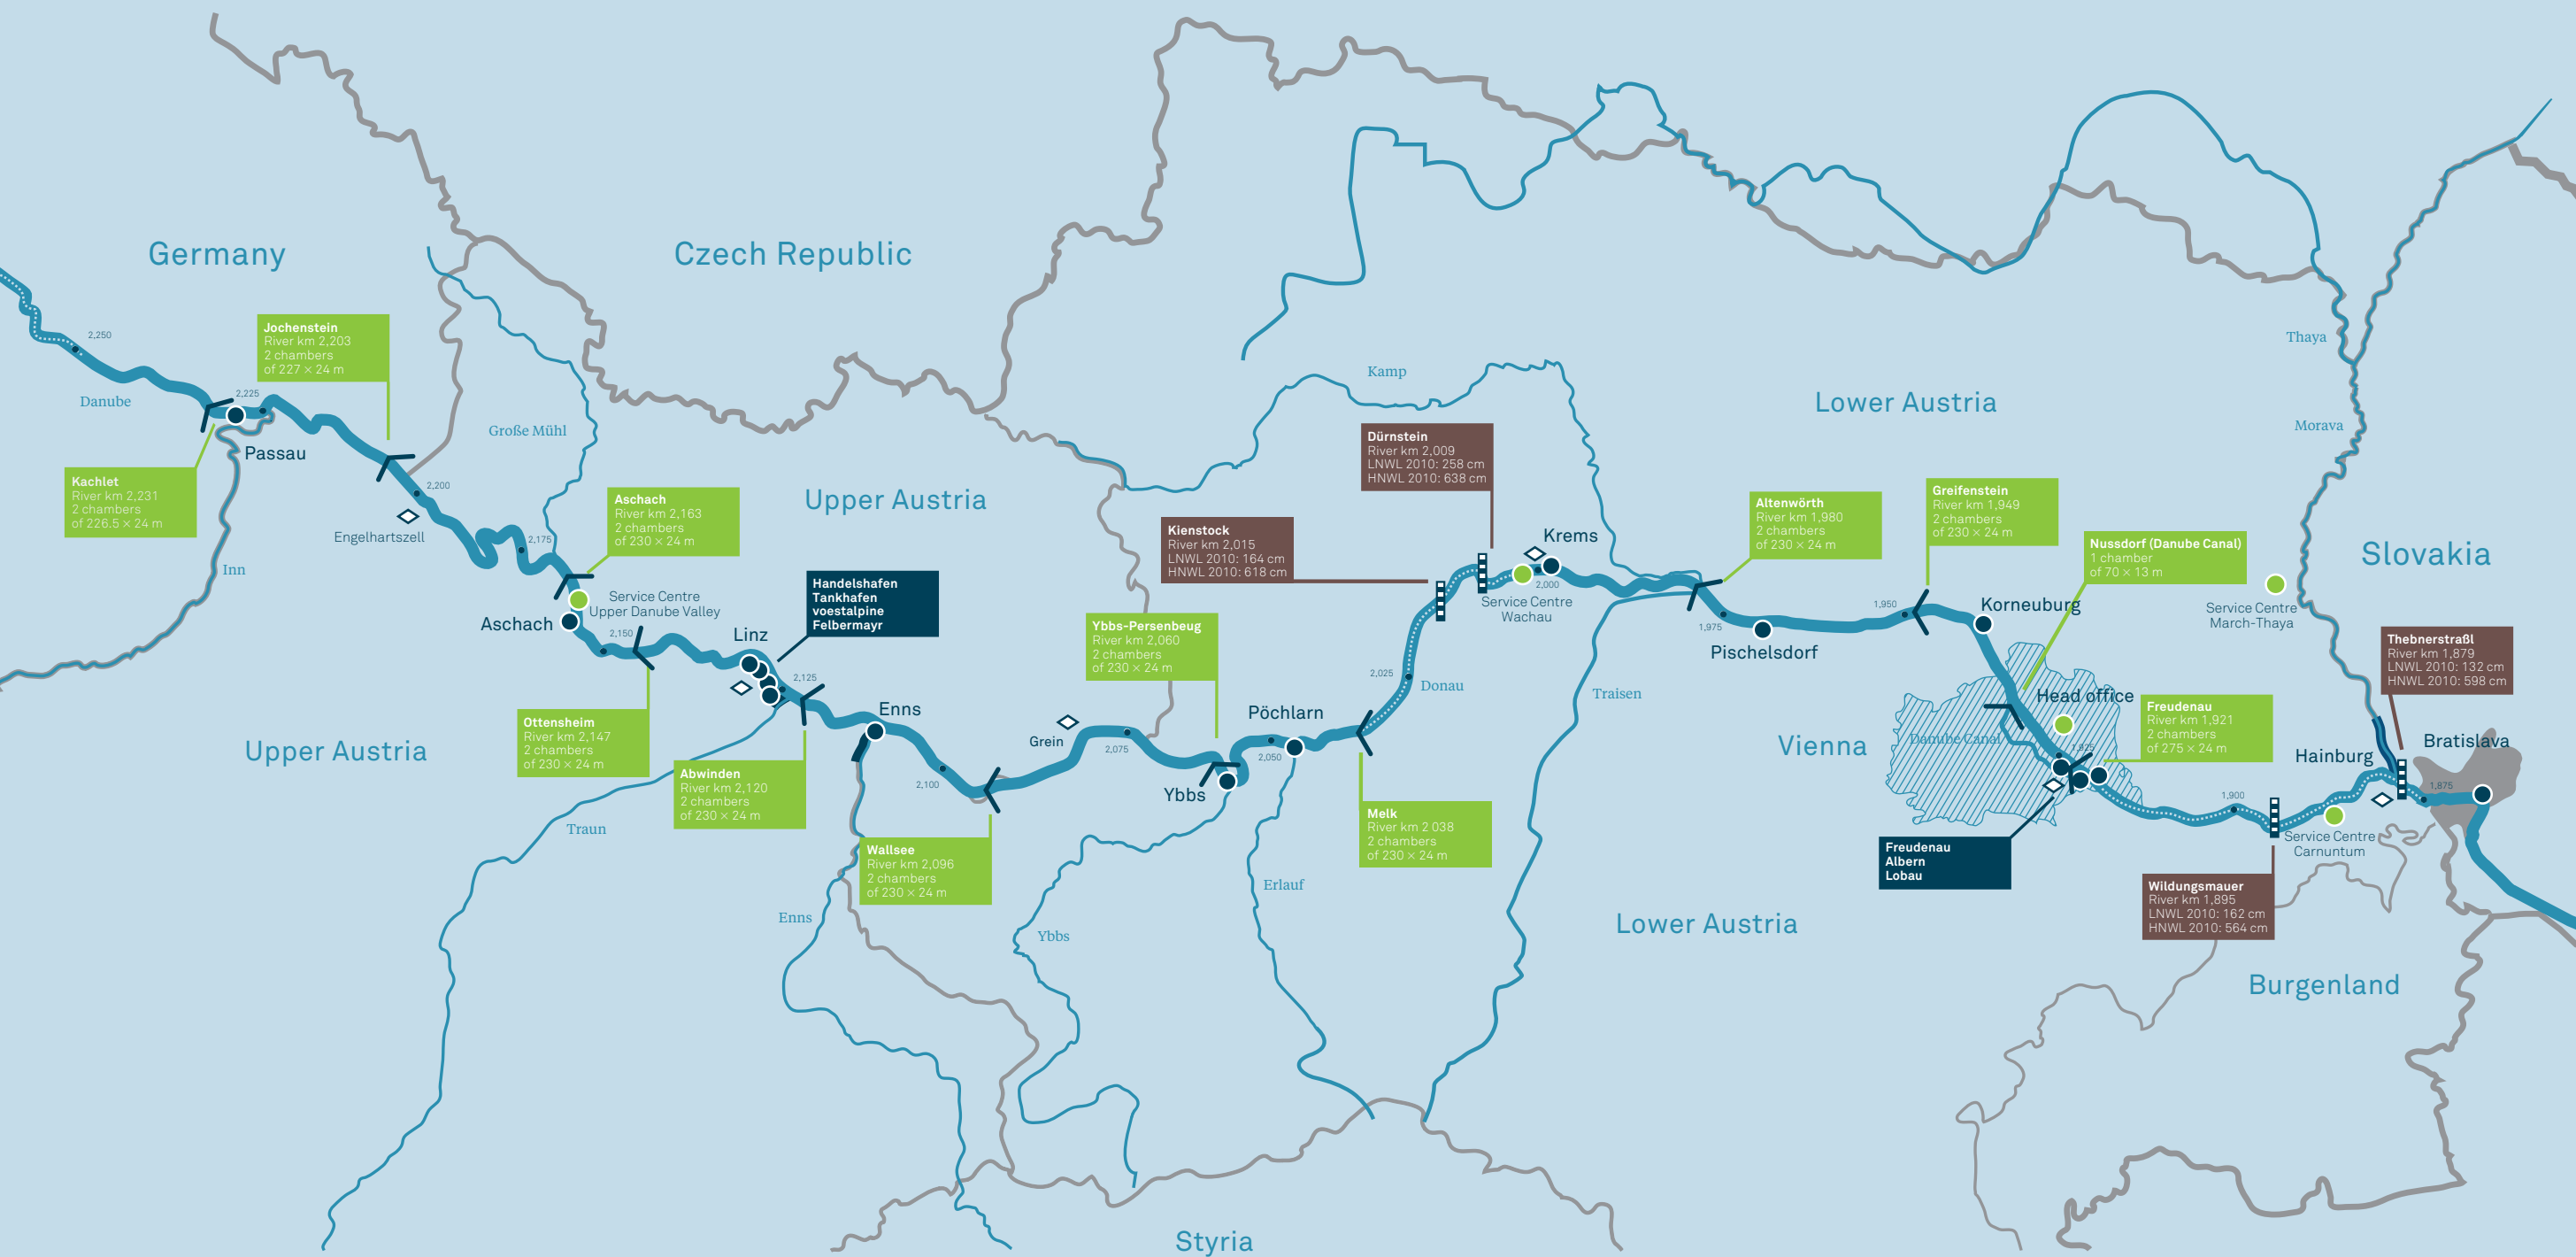 Germany
Czech Republic
Jochenstein
River km 2,203
2 chambers
of 227 × 24 m
2,250
Danube
2,225
Passau
Kachlet
River km 2,231
2 chambers
of 226.5 × 24 m
Inn
Große Mühl
2,200
Engelhartszell
2,175
Aschach
River km 2,163
2 chambers
of 230 × 24 m
Upper Austria
Service Centre
Upper Danube Valley
Aschach
2,150
Linz
Handelshafen
Tankhafen
voestalpine
Felbermayr
2,125
Ottensheim
River km 2,147
2 chambers
of 230 × 24 m
Upper Austria
Abwinden
River km 2,120
2 chambers
of 230 × 24 m
Traun
Enns
2,100
Wallsee
River km 2,096
2 chambers
of 230 × 24 m
Enns
Grein
2,075
Ybbs-Persenbeug
River km 2,060
2 chambers
of 230 × 24 m
Ybbs
Ybbs
Pöchlarn
2,050
Erlauf
Melk
River km 2 038
2 chambers
of 230 × 24 m
2,025
Donau
Kienstock
River km 2,015
LNWL 2010: 164 cm
HNWL 2010: 618 cm
Dürnstein
River km 2,009
LNWL 2010: 258 cm
HNWL 2010: 638 cm
Kamp
Krems
2,000
Service Centre
Wachau
Traisen
Lower Austria
Altenwörth
River km 1,980
2 chambers
of 230 × 24 m
1,975
Pischelsdorf
1,950
Greifenstein
River km 1,949
2 chambers
of 230 × 24 m
Korneuburg
Nussdorf (Danube Canal)
1 chamber
of 70 × 13 m
Vienna
Head office
Danube Canal
1,925
Freudenau
River km 1,921
2 chambers
of 275 × 24 m
Freudenau
Albern
Lobau
Lower Austria
Thaya
Morava
Slovakia
Service Centre
March-Thaya
Thebnerstraßl
River km 1,879
LNWL 2010: 132 cm
HNWL 2010: 598 cm
Hainburg
Bratislava
1,875
1,900
Service Centre
Carnuntum
Wildungsmauer
River km 1,895
LNWL 2010: 162 cm
HNWL 2010: 564 cm
Burgenland
Styria